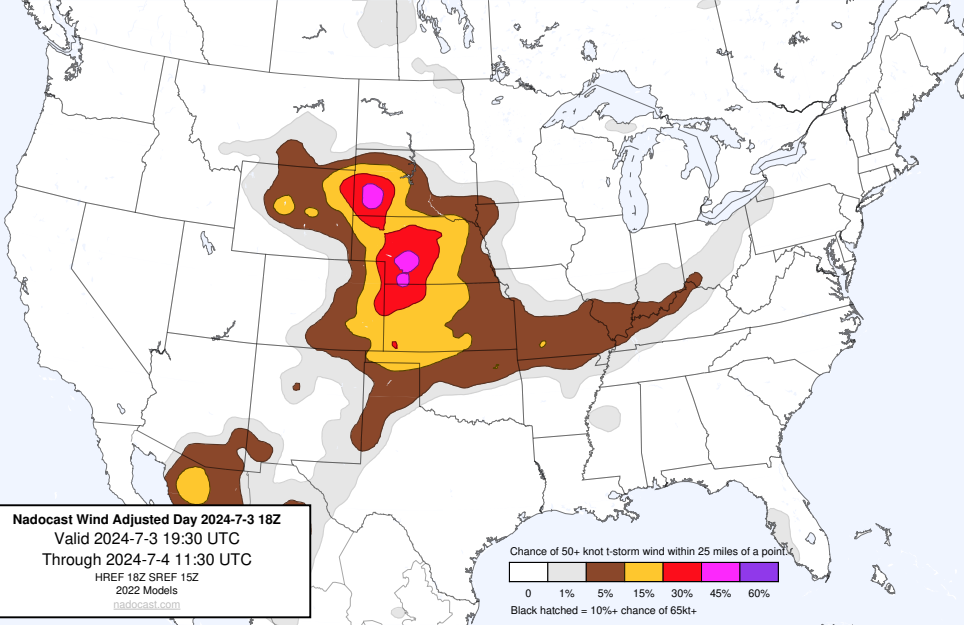 Nadocast Wind Adjusted Day 2024-7-3 18Z
Valid 2024-7-3 19:30 UTC
Through 2024-7-4 11:30 UTC
HREF 18Z SREF 15Z
2022 Models
nadocast.com
Chance of 50+ knot t-storm wind within 25 miles of a point.
0 1% 5% 15% 30% 45% 60%
Black hatched = 10%+ chance of 65kt+